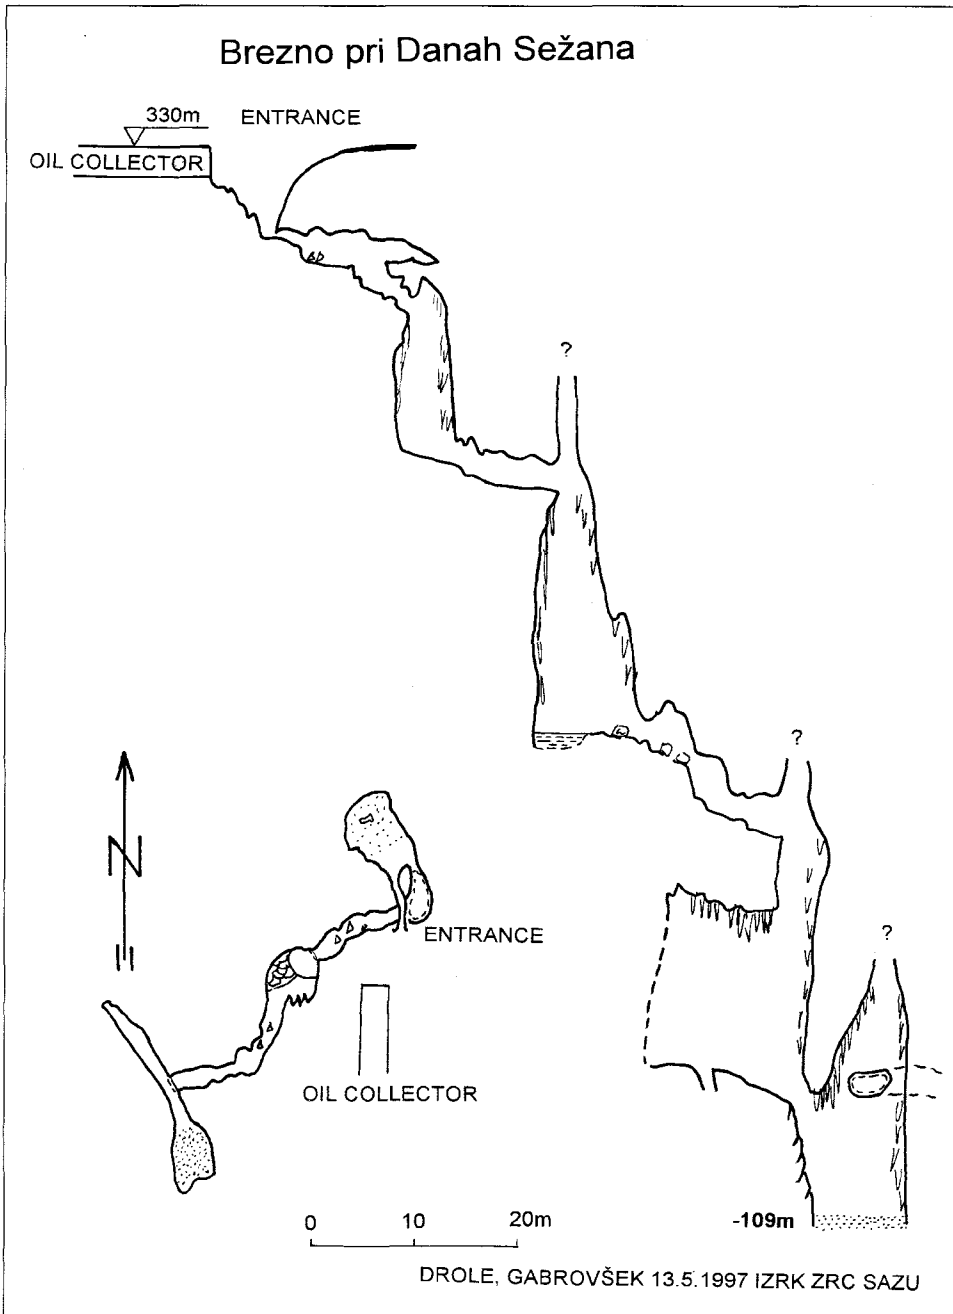 Brezno pri Danah Sežana
330m
ENTRANCE
OIL COLLECTOR
?
?
?
N
ENTRANCE
OIL COLLECTOR
0 10 20m
-109m
DROLE, GABROVŠEK 13.5.1997 IZRK ZRC SAZU